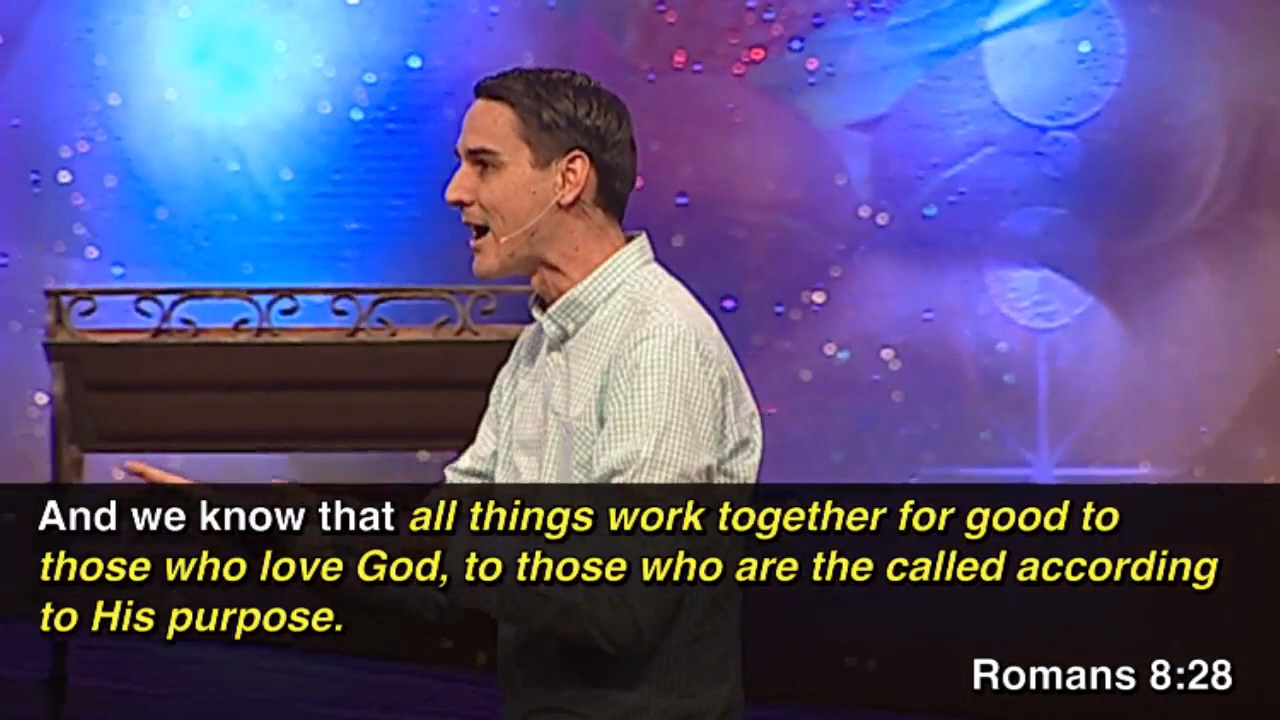 And we know that all things work together for good to
those who love God, to those who are the called according
to His purpose.
Romans 8:28